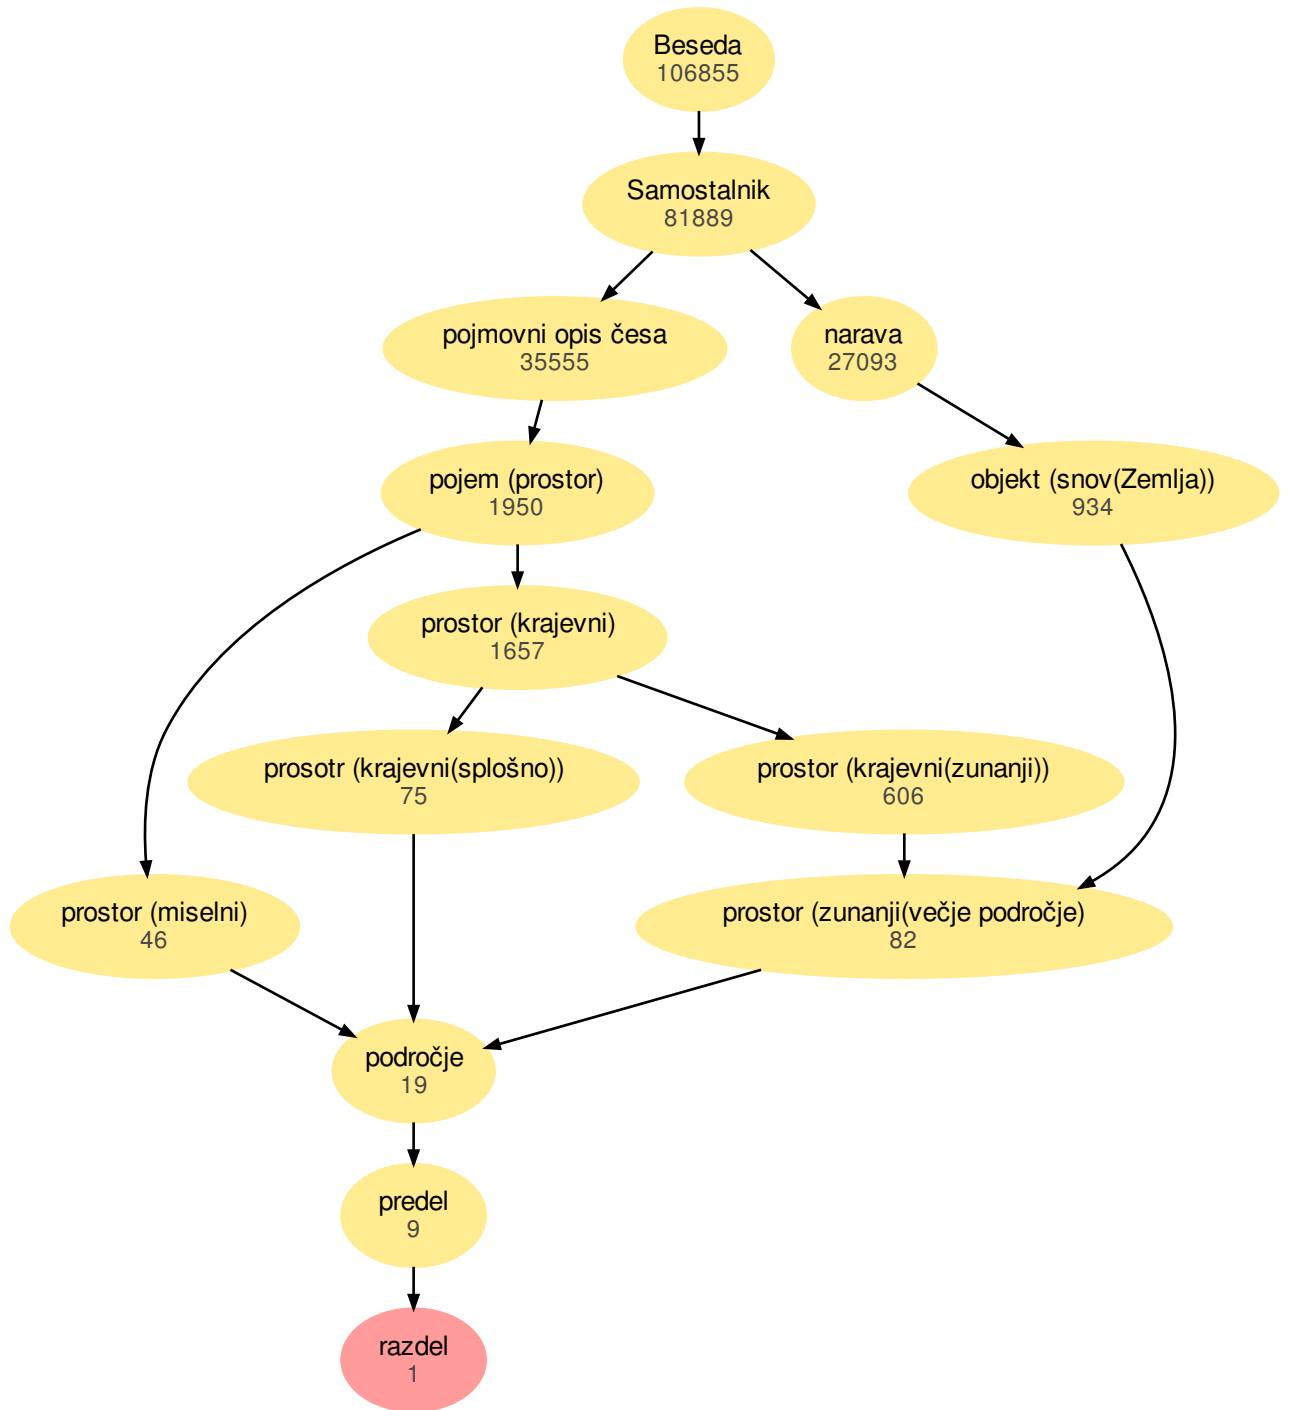 Beseda
106855
Samostalnik
81889
pojmovni opis česa
35555
narava
27093
pojem (prostor)
1950
objekt (snov(Zemlja))
934
prostor (krajevni)
1657
prosotr (krajevni(splošno))
75
prostor (krajevni(zunanji))
606
prostor (miselni)
46
prostor (zunanji(večje področje)
82
področje
19
predel
9
razdel
1